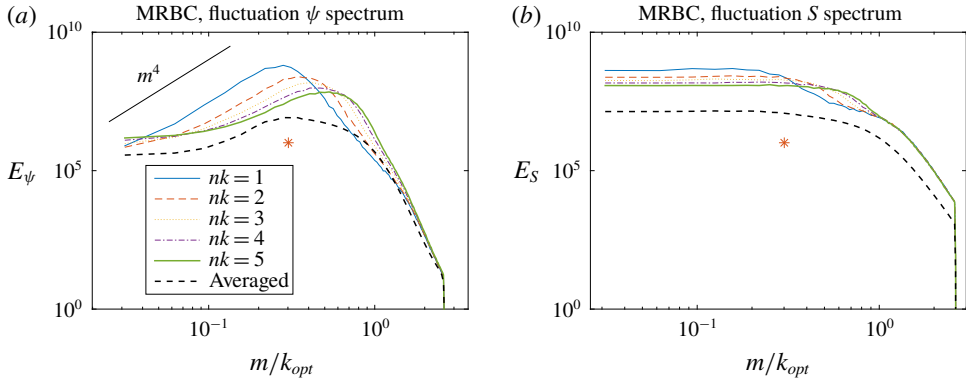 (a) MRBC, fluctuation ψ spectrum
10^10
m^4
E_ψ
10^5
nk = 1
nk = 2
nk = 3
nk = 4
nk = 5
Averaged
10^0
10^−1
10^0
m/k_opt
(b) MRBC, fluctuation S spectrum
10^10
E_S
10^5
10^0
10^−1
10^0
m/k_opt